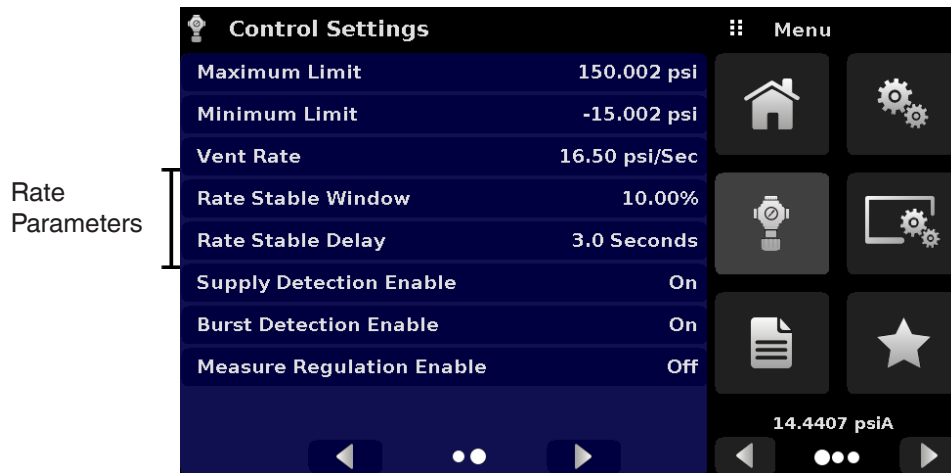 Control Settings
Menu
Maximum Limit 150.002 psi
Minimum Limit -15.002 psi
Vent Rate 16.50 psi/Sec
Rate Stable Window 10.00%
Rate Stable Delay 3.0 Seconds
Supply Detection Enable On
Burst Detection Enable On
Measure Regulation Enable Off
Rate
Parameters
14.4407 psiA